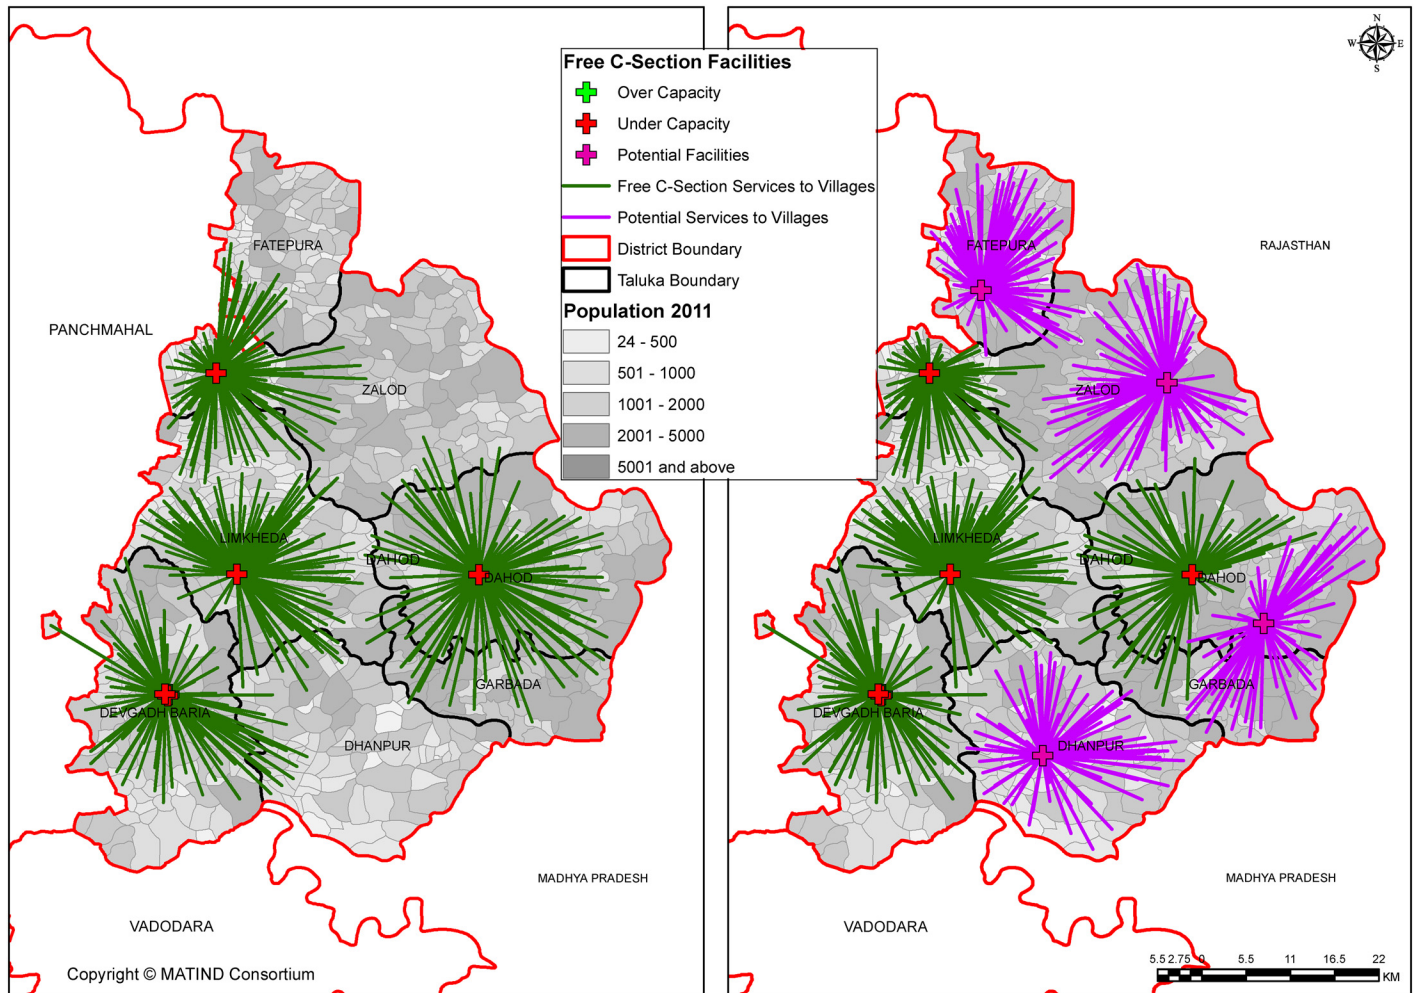 Free C-Section Facilities
Over Capacity
Under Capacity
Potential Facilities
Free C-Section Services to Villages
Potential Services to Villages
District Boundary
Taluka Boundary
Population 2011
24 - 500
501 - 1000
1001 - 2000
2001 - 5000
5001 and above
FATEPURA
PANCHMAHAL
ZALOD
LIMKHEDA
DAHOD
DAHOD
GARBADA
DEVGADH BARIA
DHANPUR
MADHYA PRADESH
VADODARA
Copyright © MATIND Consortium
N
W E
S
FATEPURA
RAJASTHAN
ZALOD
LIMKHEDA
DAHOD
DAHOD
GARBADA
DEVGADH BARIA
DHANPUR
MADHYA PRADESH
VADODARA
5.5 2.75 0 5.5 11 16.5 22
KM